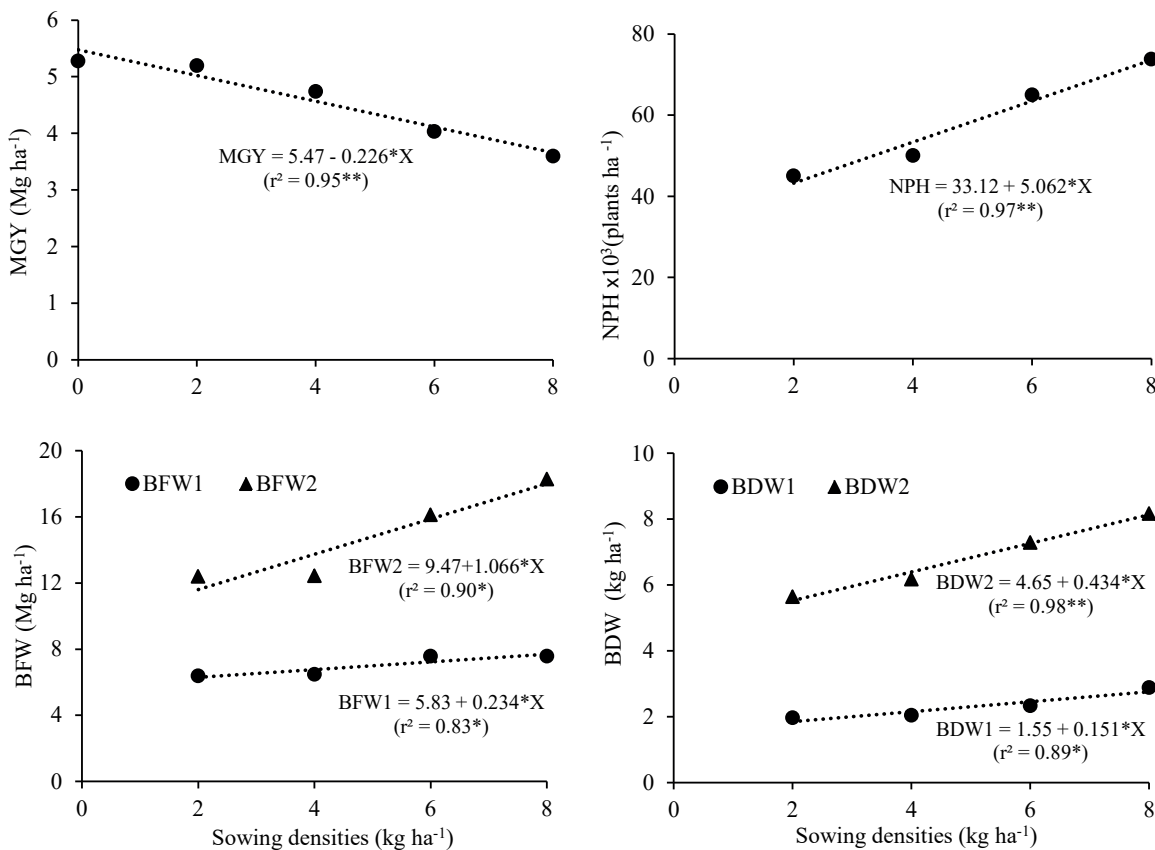 6
5
4
3
2
1
0
MGY (Mg ha⁻¹)
MGY = 5.47 - 0.226*X
(r² = 0.95**)
0 2 4 6 8
80
60
40
20
0
NPH x10³(plants ha ⁻¹)
NPH = 33.12 + 5.062*X
(r² = 0.97**)
0 2 4 6 8
20
16
12
8
4
0
BFW (Mg ha⁻¹)
BFW1 BFW2
BFW2 = 9.47+1.066*X
(r² = 0.90*)
BFW1 = 5.83 + 0.234*X
(r² = 0.83*)
0 2 4 6 8
Sowing densities (kg ha⁻¹)
10
8
6
4
2
0
BDW (kg ha⁻¹)
BDW1 BDW2
BDW2 = 4.65 + 0.434*X
(r² = 0.98**)
BDW1 = 1.55 + 0.151*X
(r² = 0.89*)
0 2 4 6 8
Sowing densities (kg ha⁻¹)